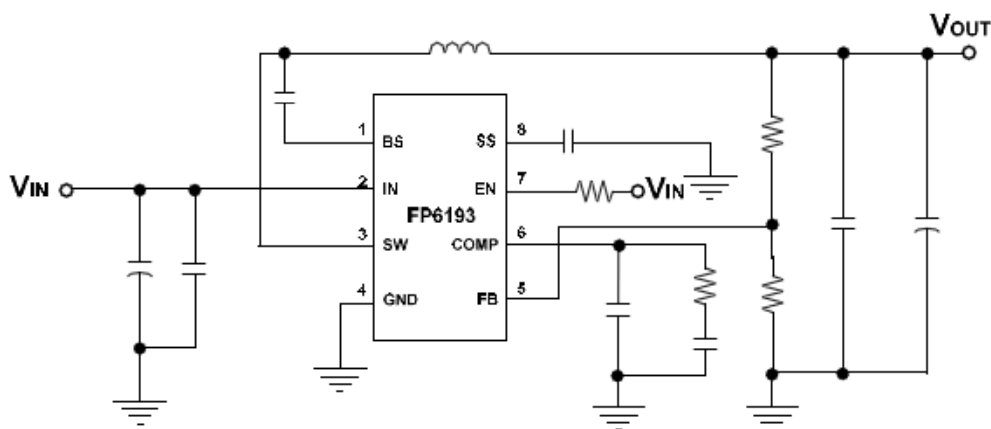 VOUT
1 BS SS 8
VIN 2 IN EN 7 VIN
FP6193
3 SW COMP 6
4 GND FB 5